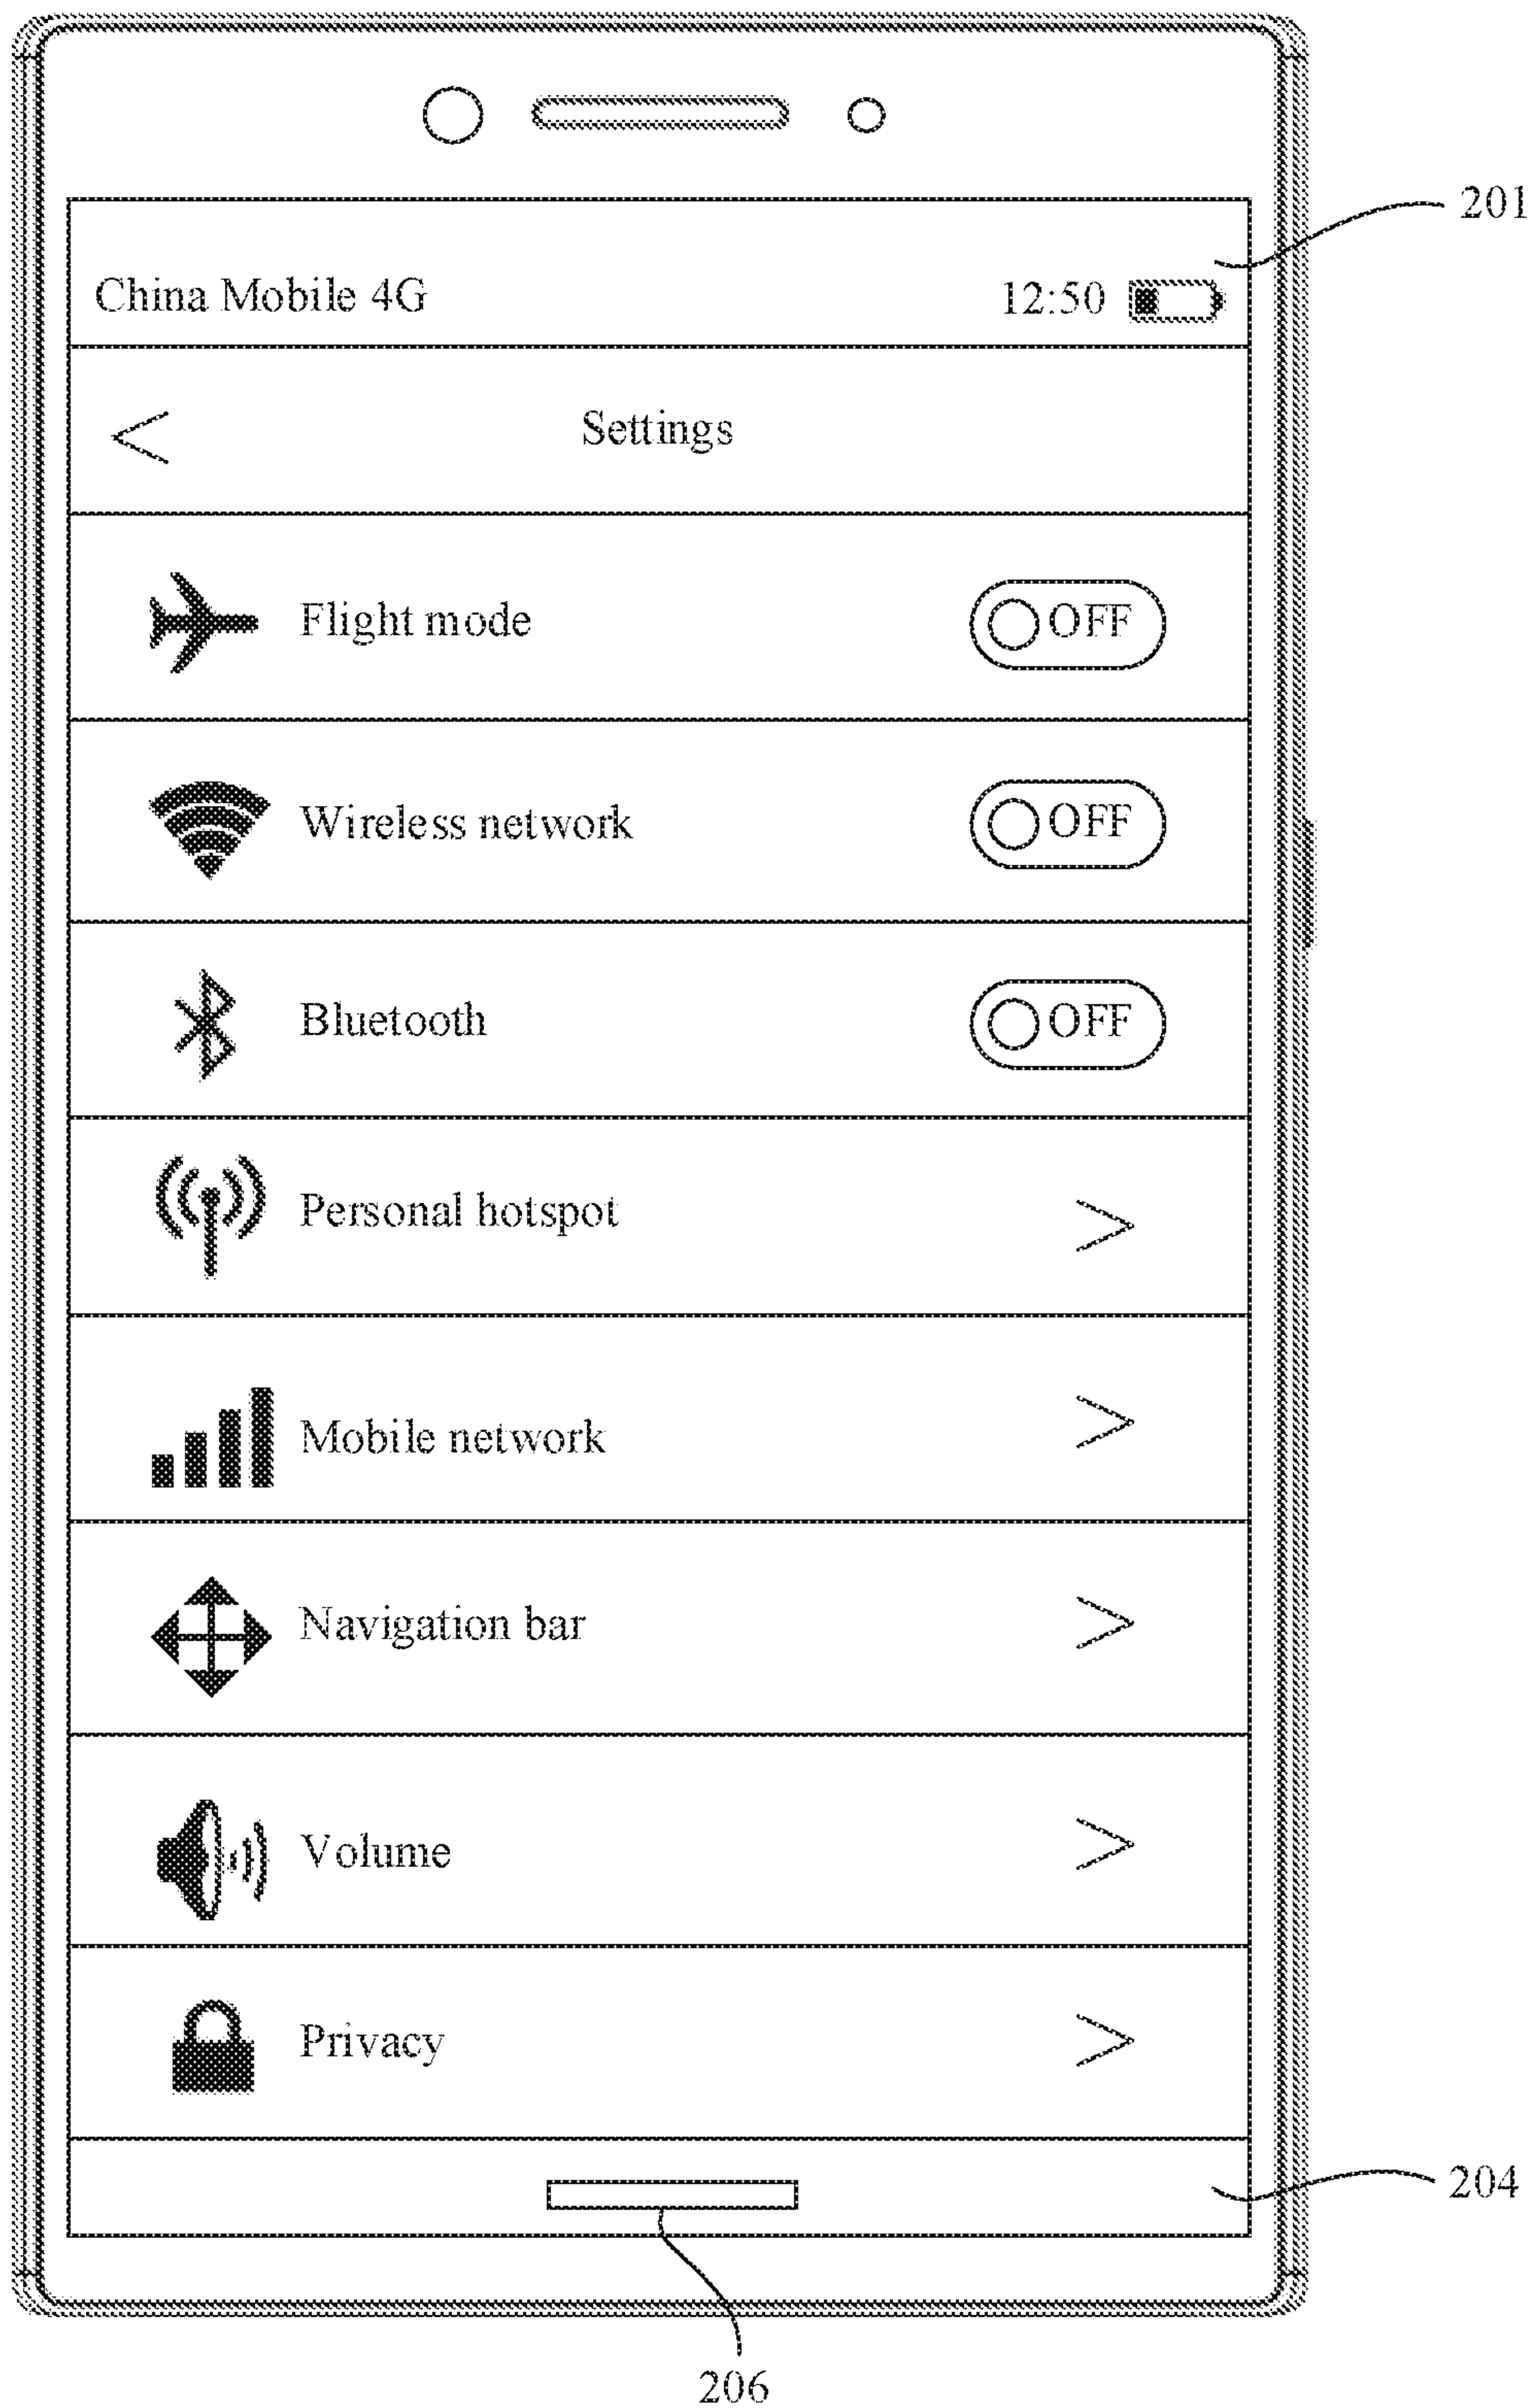 201
China Mobile 4G 12:50
Settings
Flight mode OFF
Wireless network OFF
Bluetooth OFF
Personal hotspot
Mobile network
Navigation bar
Volume
Privacy
204
206